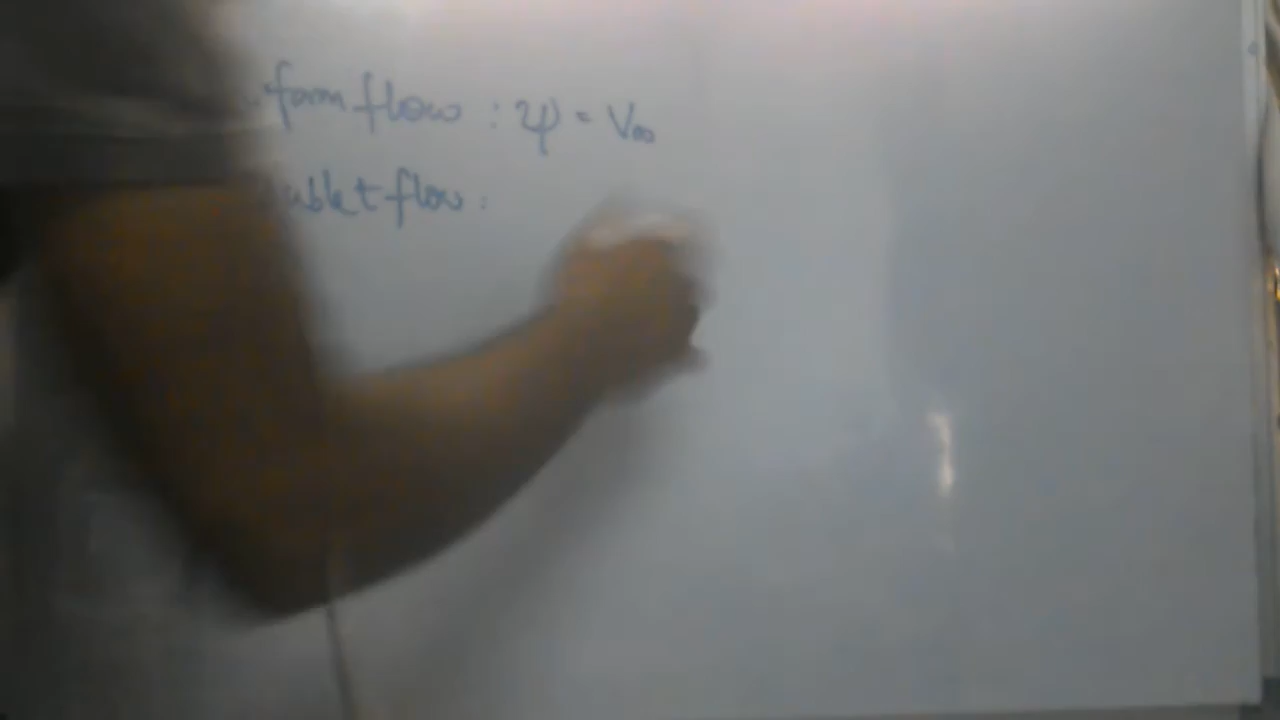 form flow : ψ = V∞
ublet flow :